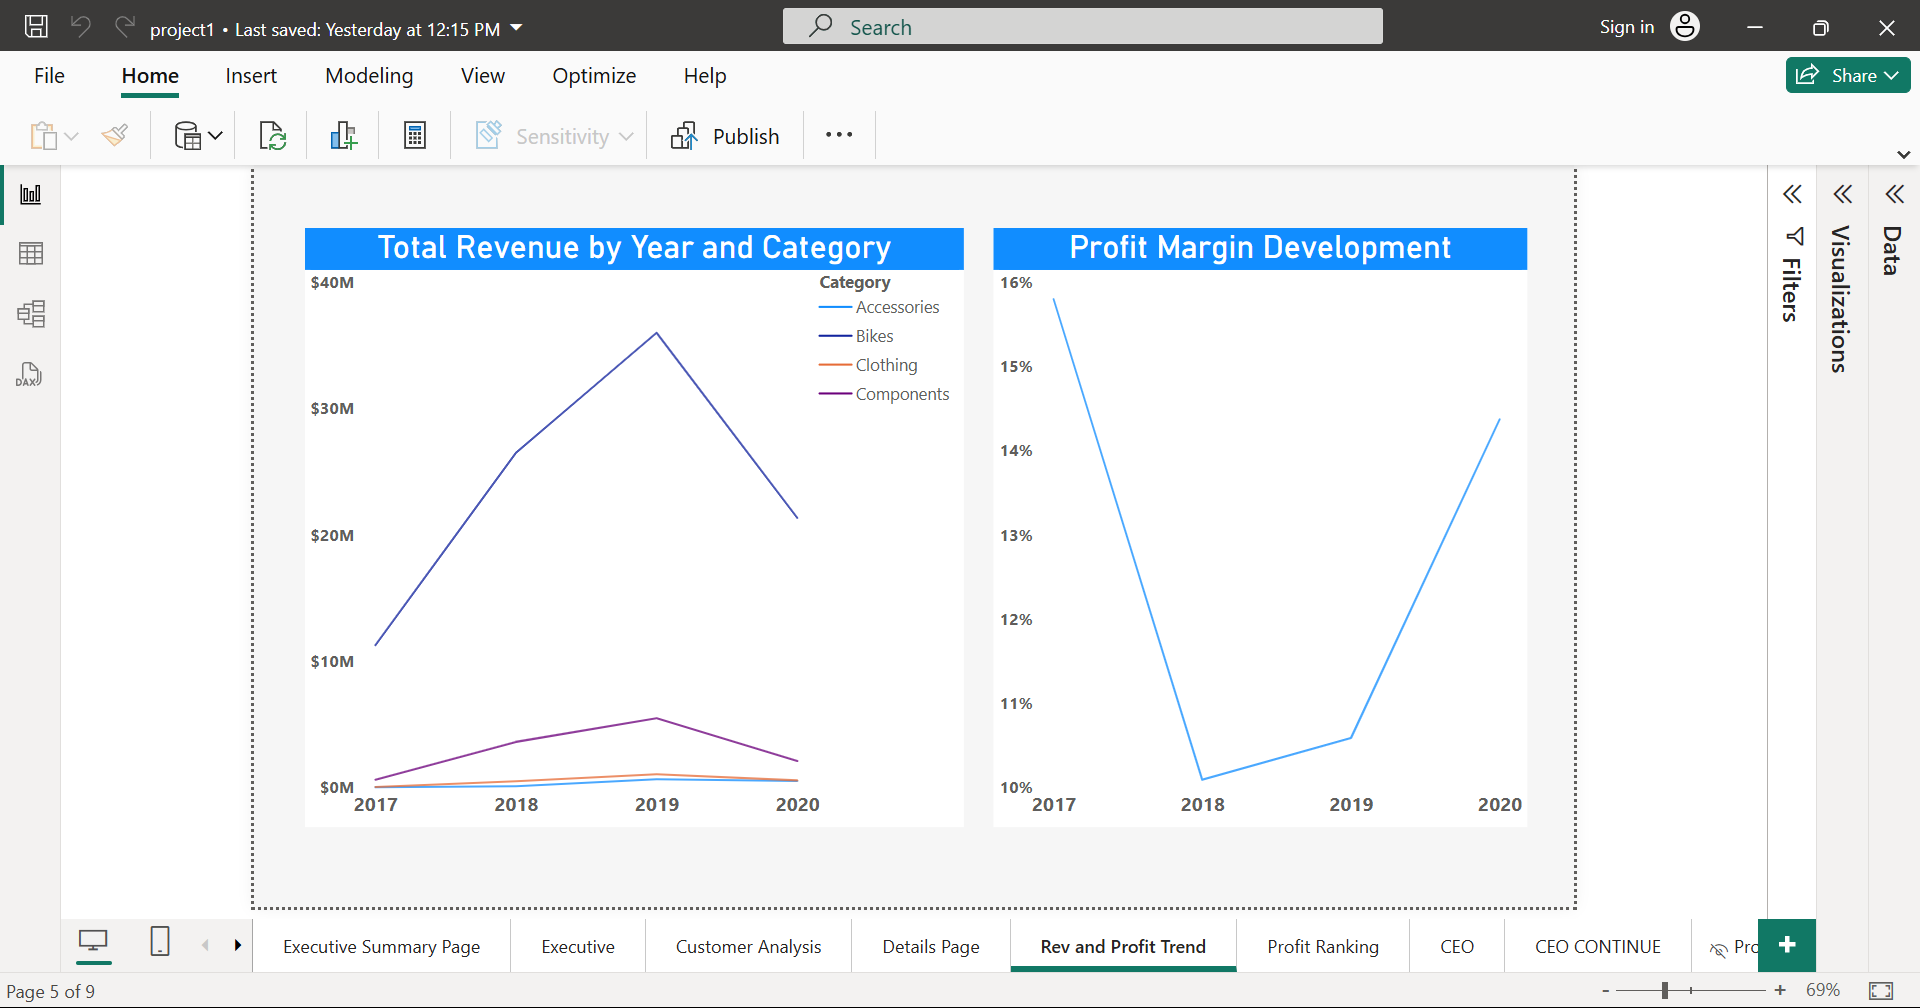 project1 • Last saved: Yesterday at 12:15 PM
Search
Sign in
File Home Insert Modeling View Optimize Help
Share
Sensitivity
Publish
DAX
Total Revenue by Year and Category
$40M
$30M
$20M
$10M
$0M
2017 2018 2019 2020
Category
Accessories
Bikes
Clothing
Components
Profit Margin Development
16%
15%
14%
13%
12%
11%
10%
2017 2018 2019 2020
Filters
Visualizations
Data
Executive Summary Page Executive Customer Analysis Details Page Rev and Profit Trend Profit Ranking CEO CEO CONTINUE Pro
Page 5 of 9
- + 69%